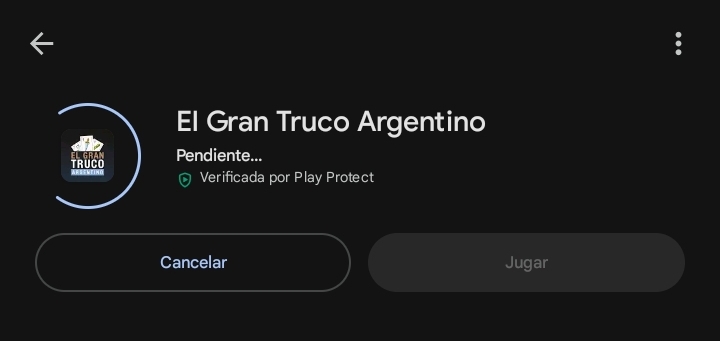 El Gran Truco Argentino
EL GRAN
TRUCO
ARGENTINO
Pendiente...
Verificada por Play Protect
Cancelar
Jugar